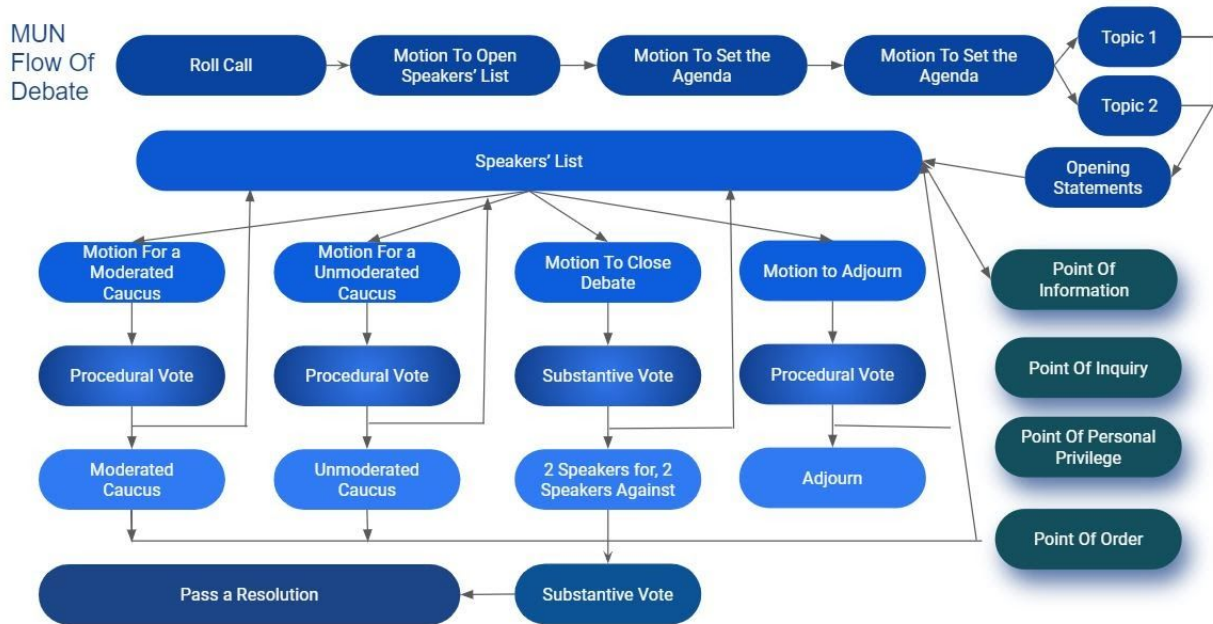 MUN
Flow Of
Debate
Roll Call
Motion To Open
Speakers' List
Motion To Set the
Agenda
Motion To Set the
Agenda
Topic 1
Topic 2
Opening
Statements
Speakers' List
Motion For a
Moderated
Caucus
Motion For a
Unmoderated
Caucus
Motion To Close
Debate
Motion to Adjourn
Point Of
Information
Procedural Vote
Procedural Vote
Substantive Vote
Procedural Vote
Point Of Inquiry
Point Of Personal
Privilege
Moderated
Caucus
Unmoderated
Caucus
2 Speakers for, 2
Speakers Against
Adjourn
Point Of Order
Pass a Resolution
Substantive Vote